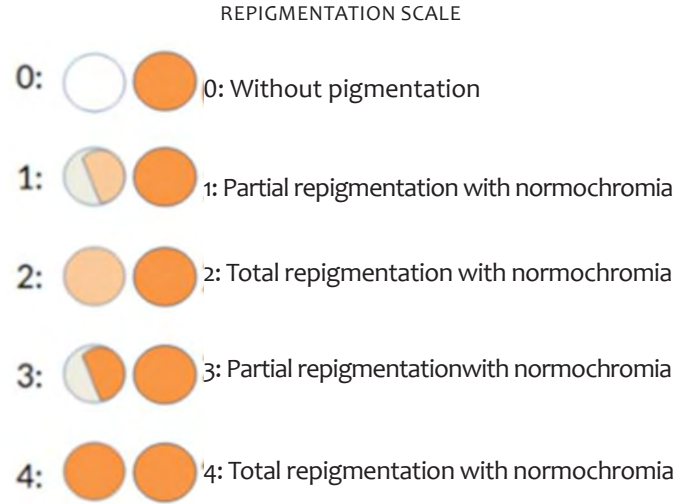 REPIGMENTATION SCALE
0: 0: Without pigmentation
1: 1: Partial repigmentation with normochromia
2: 2: Total repigmentation with normochromia
3: 3: Partial repigmentationwith normochromia
4: 4: Total repigmentation with normochromia